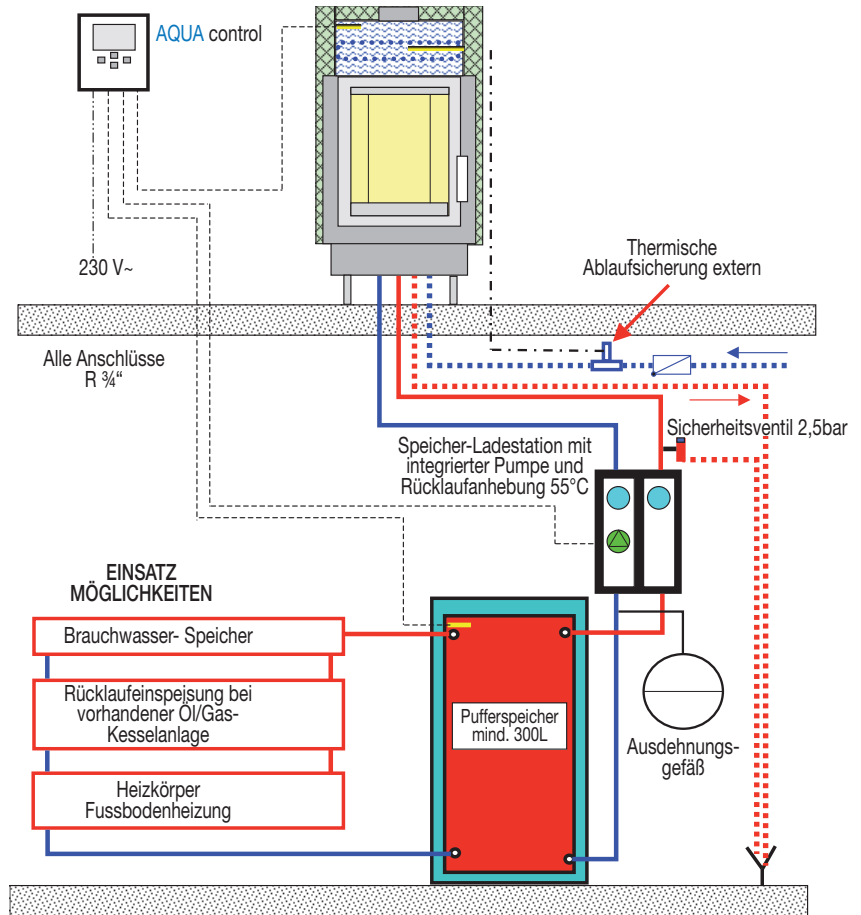 AQUA control
230 V~
Thermische
Ablaufsicherung extern
Alle Anschlüsse
R ¾“
Sicherheitsventil 2,5bar
Speicher-Ladestation mit
integrierter Pumpe und
Rücklaufanhebung 55°C
EINSATZ
MÖGLICHKEITEN
Brauchwasser- Speicher
Rücklaufeinspeisung bei
vorhandener Öl/Gas-
Kesselanlage
Heizkörper
Fussbodenheizung
Pufferspeicher
mind. 300L
Ausdehnungs-
gefäß